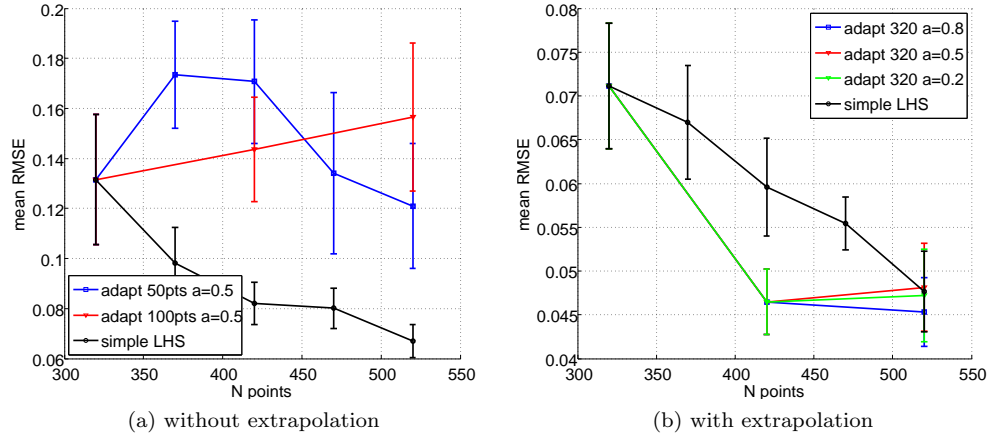 0.2
0.18
0.16
0.14
0.12
0.1
0.08
0.06
mean RMSE
adapt 50pts a=0.5
adapt 100pts a=0.5
simple LHS
300 350 400 450 500 550
N points
(a) without extrapolation
0.08
0.075
0.07
0.065
0.06
0.055
0.05
0.045
0.04
mean RMSE
adapt 320 a=0.8
adapt 320 a=0.5
adapt 320 a=0.2
simple LHS
300 350 400 450 500 550
N points
(b) with extrapolation